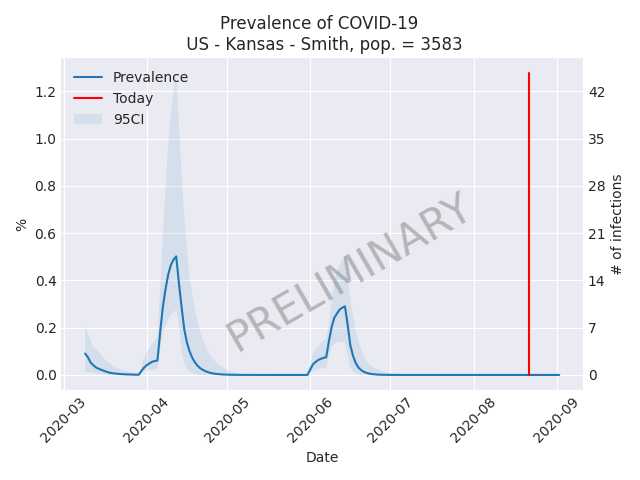 Prevalence of COVID-19
US - Kansas - Smith, pop. = 3583
Prevalence
Today
95CI
PRELIMINARY
%
1.2
1.0
0.8
0.6
0.4
0.2
0.0
# of infections
42
35
28
21
14
7
0
2020-03
2020-04
2020-05
2020-06
2020-07
2020-08
2020-09
Date